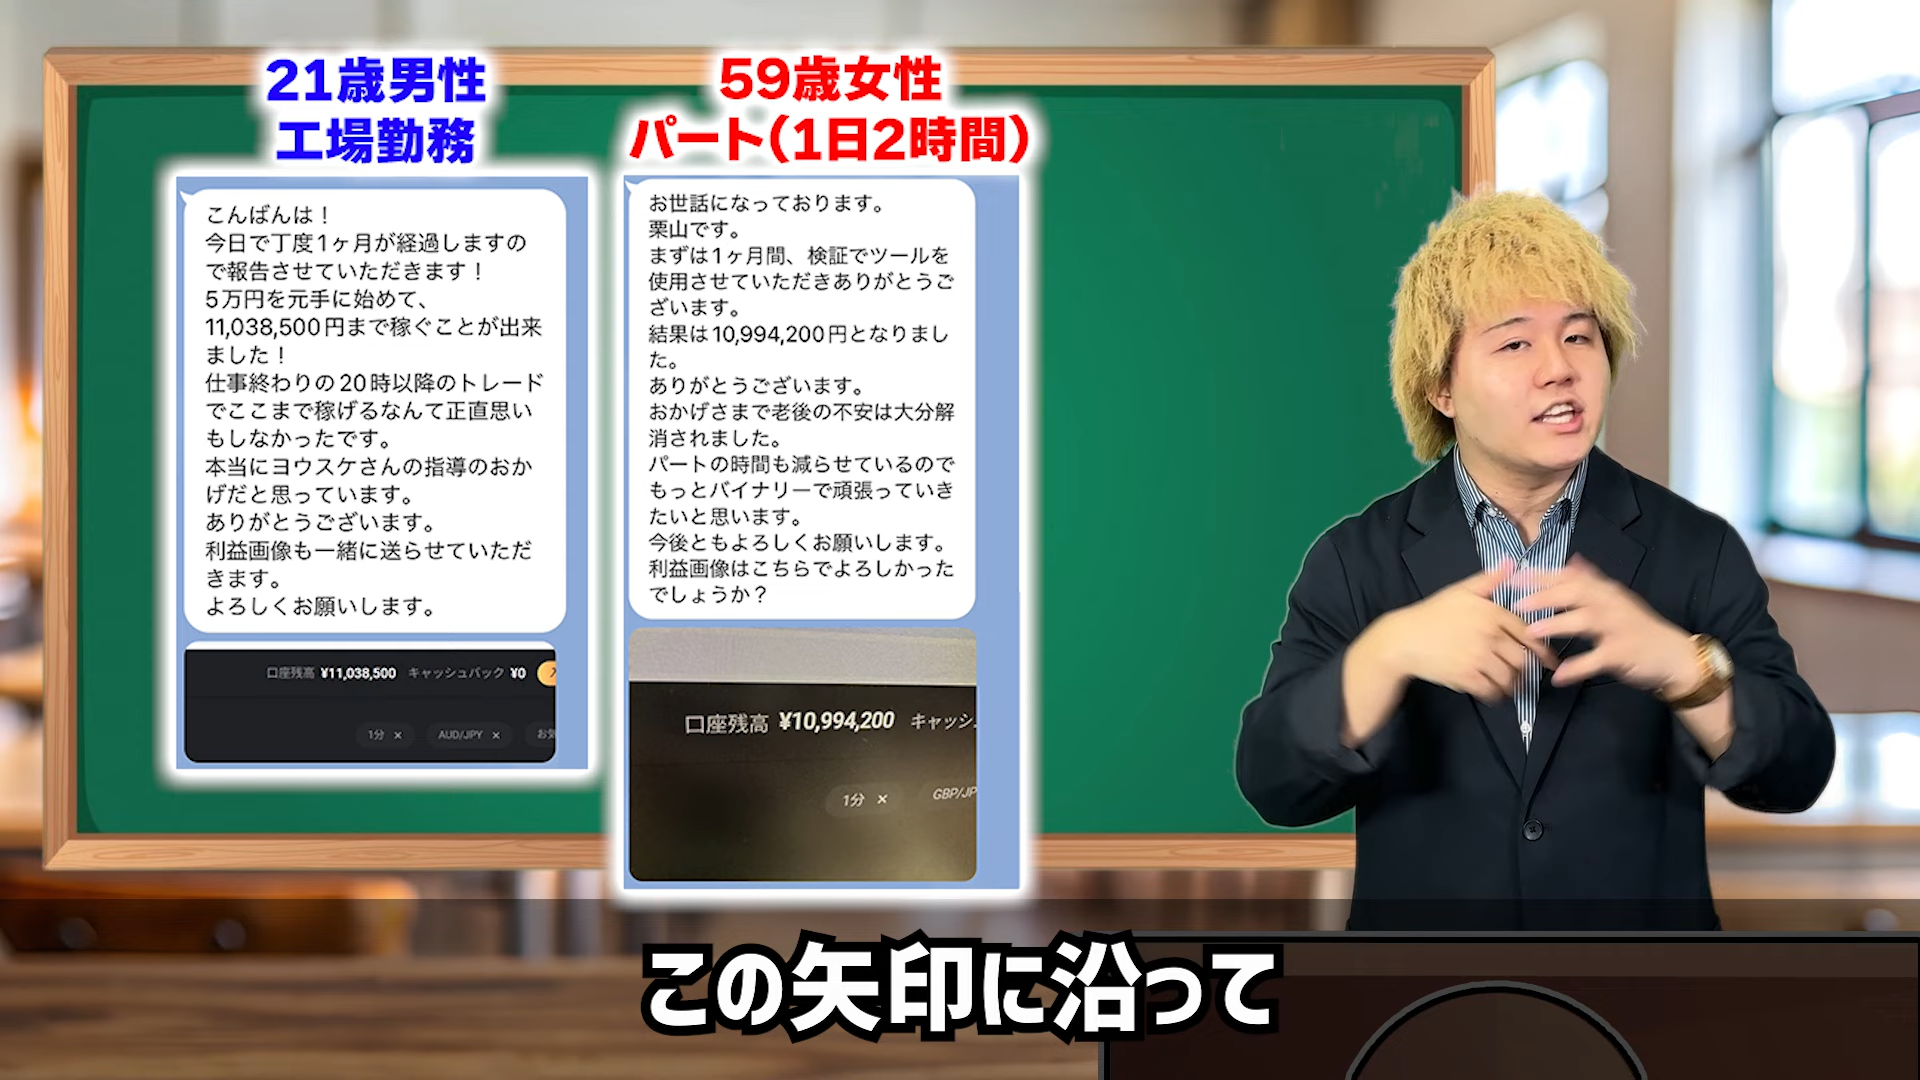 21歳男性
工場勤務
こんばんは！
今日で丁度1ヶ月が経過しますの
で報告させていただきます！
5万円を元手に始めて、
11,038,500円まで稼ぐことが出来
ました！
仕事終わりの20時以降のトレード
でここまで稼げるなんて正直思い
もしなかったです。
本当にヨウスケさんの指導のおか
げだと思っています。
ありがとうございます。
利益画像も一緒に送らせていただ
きます。
よろしくお願いします。
口座残高 ¥11,038,500 キャッシュバック ¥0
1分 × AUD/JPY × お気
59歳女性
パート(1日2時間)
お世話になっております。
栗山です。
まずは1ヶ月間、検証でツールを
使用させていただきありがとうご
ざいます。
結果は10,994,200円となりまし
た。
ありがとうございます。
おかげさまで老後の不安は大分解
消されました。
パートの時間も減らせているので
もっとバイナリーで頑張っていき
たいと思います。
今後ともよろしくお願いします。
利益画像はこちらでよろしかった
でしょうか？
口座残高 ¥10,994,200 キャッシ
1分 × GBP/JP
この矢印に沿って